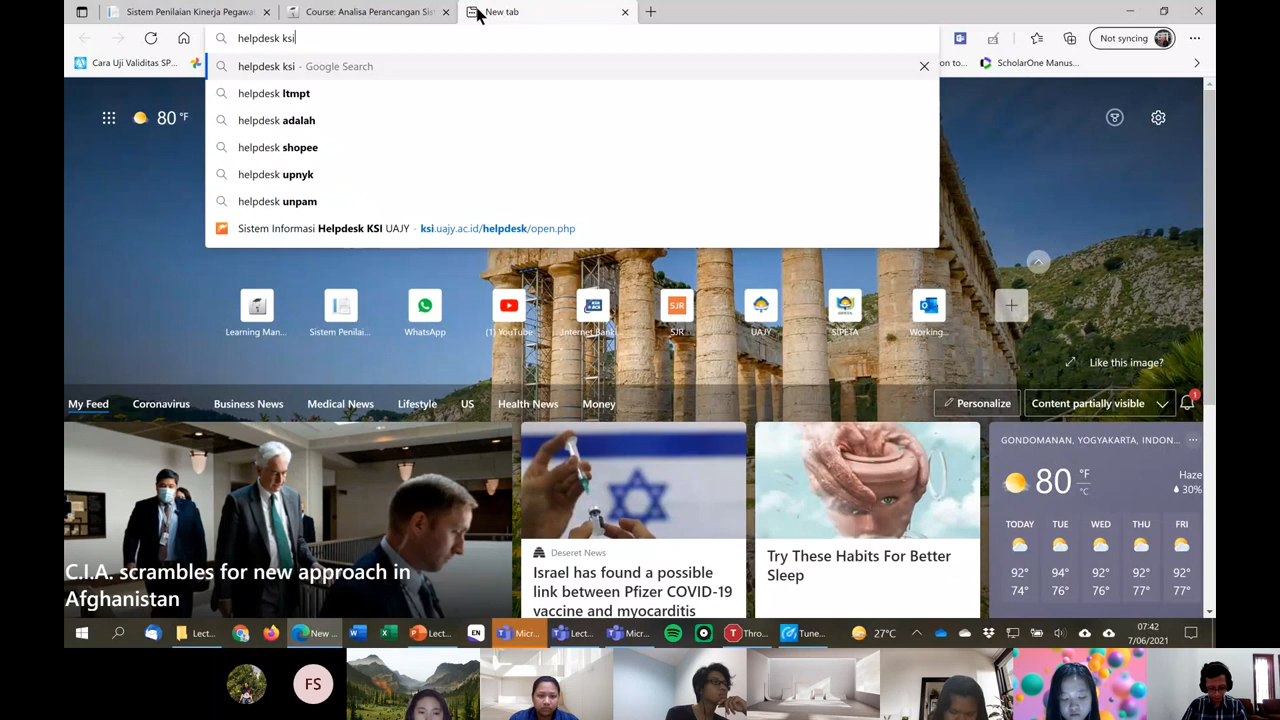 Sistem Penilaian Kinerja Pegawa
Course: Analisa Perancangan Sist
New tab
helpdesk ksi
Not syncing
Cara Uji Validitas SP...
on to...
ScholarOne Manus...
helpdesk ksi - Google Search
helpdesk ltmpt
helpdesk adalah
helpdesk shopee
helpdesk upnyk
helpdesk unpam
Sistem Informasi Helpdesk KSI UAJY - ksi.uajy.ac.id/helpdesk/open.php
80 °F
Learning Man...
Sistem Penilai...
WhatsApp
(1) YouTube
Internet Banki...
SJR
SJR
UAJY
SIPETA
Working...
Like this image?
My Feed
Coronavirus
Business News
Medical News
Lifestyle
US
Health News
Money
Personalize
Content partially visible
1
C.I.A. scrambles for new approach in
Afghanistan
Deseret News
Israel has found a possible
link between Pfizer COVID-19
vaccine and myocarditis
Try These Habits For Better
Sleep
GONDOMANAN, YOGYAKARTA, INDON...
80 °F
°C
Haze
30%
TODAY TUE WED THU FRI
92° 94° 92° 92° 92°
74° 76° 76° 77° 77°
Lect...
New ...
Lect...
EN
Micr...
Lect...
Micr...
Thro...
Tune...
27°C
07:42
7/06/2021
FS